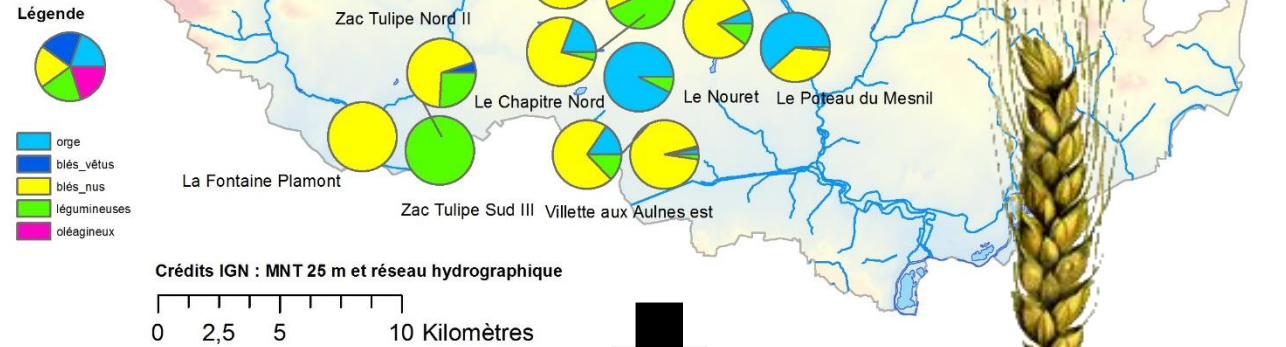 Légende
orge
blés_vêtus
blés_nus
légumineuses
oléagineux
Zac Tulipe Nord II
Le Chapitre Nord
Le Nouret
Le Poteau du Mesnil
La Fontaine Plamont
Zac Tulipe Sud III
Villette aux Aulnes est
Crédits IGN : MNT 25 m et réseau hydrographique
0 2,5 5 10 Kilomètres